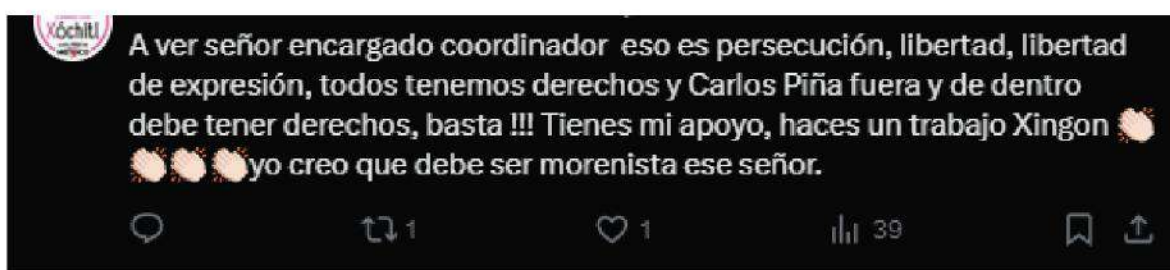 Xóchitl
A ver señor encargado coordinador eso es persecución, libertad, libertad
de expresión, todos tenemos derechos y Carlos Piña fuera y de dentro
debe tener derechos, basta !!! Tienes mi apoyo, haces un trabajo Xingon 👏🏻
👏🏻👏🏻👏🏻yo creo que debe ser morenista ese señor.
1 1 39